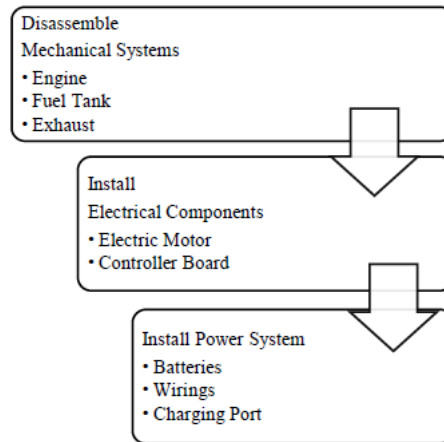 Disassemble
Mechanical Systems
• Engine
• Fuel Tank
• Exhaust
Install
Electrical Components
• Electric Motor
• Controller Board
Install Power System
• Batteries
• Wirings
• Charging Port